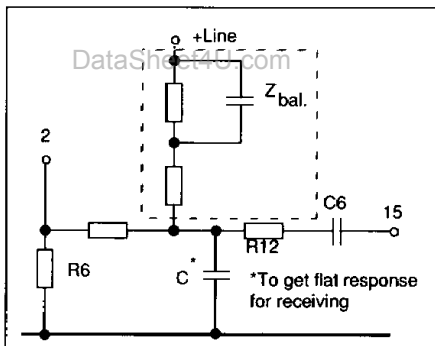 +Line
DataSheet4U.com
Z bal.
2
C6
15
R12
R6
C*
*To get flat response
for receiving